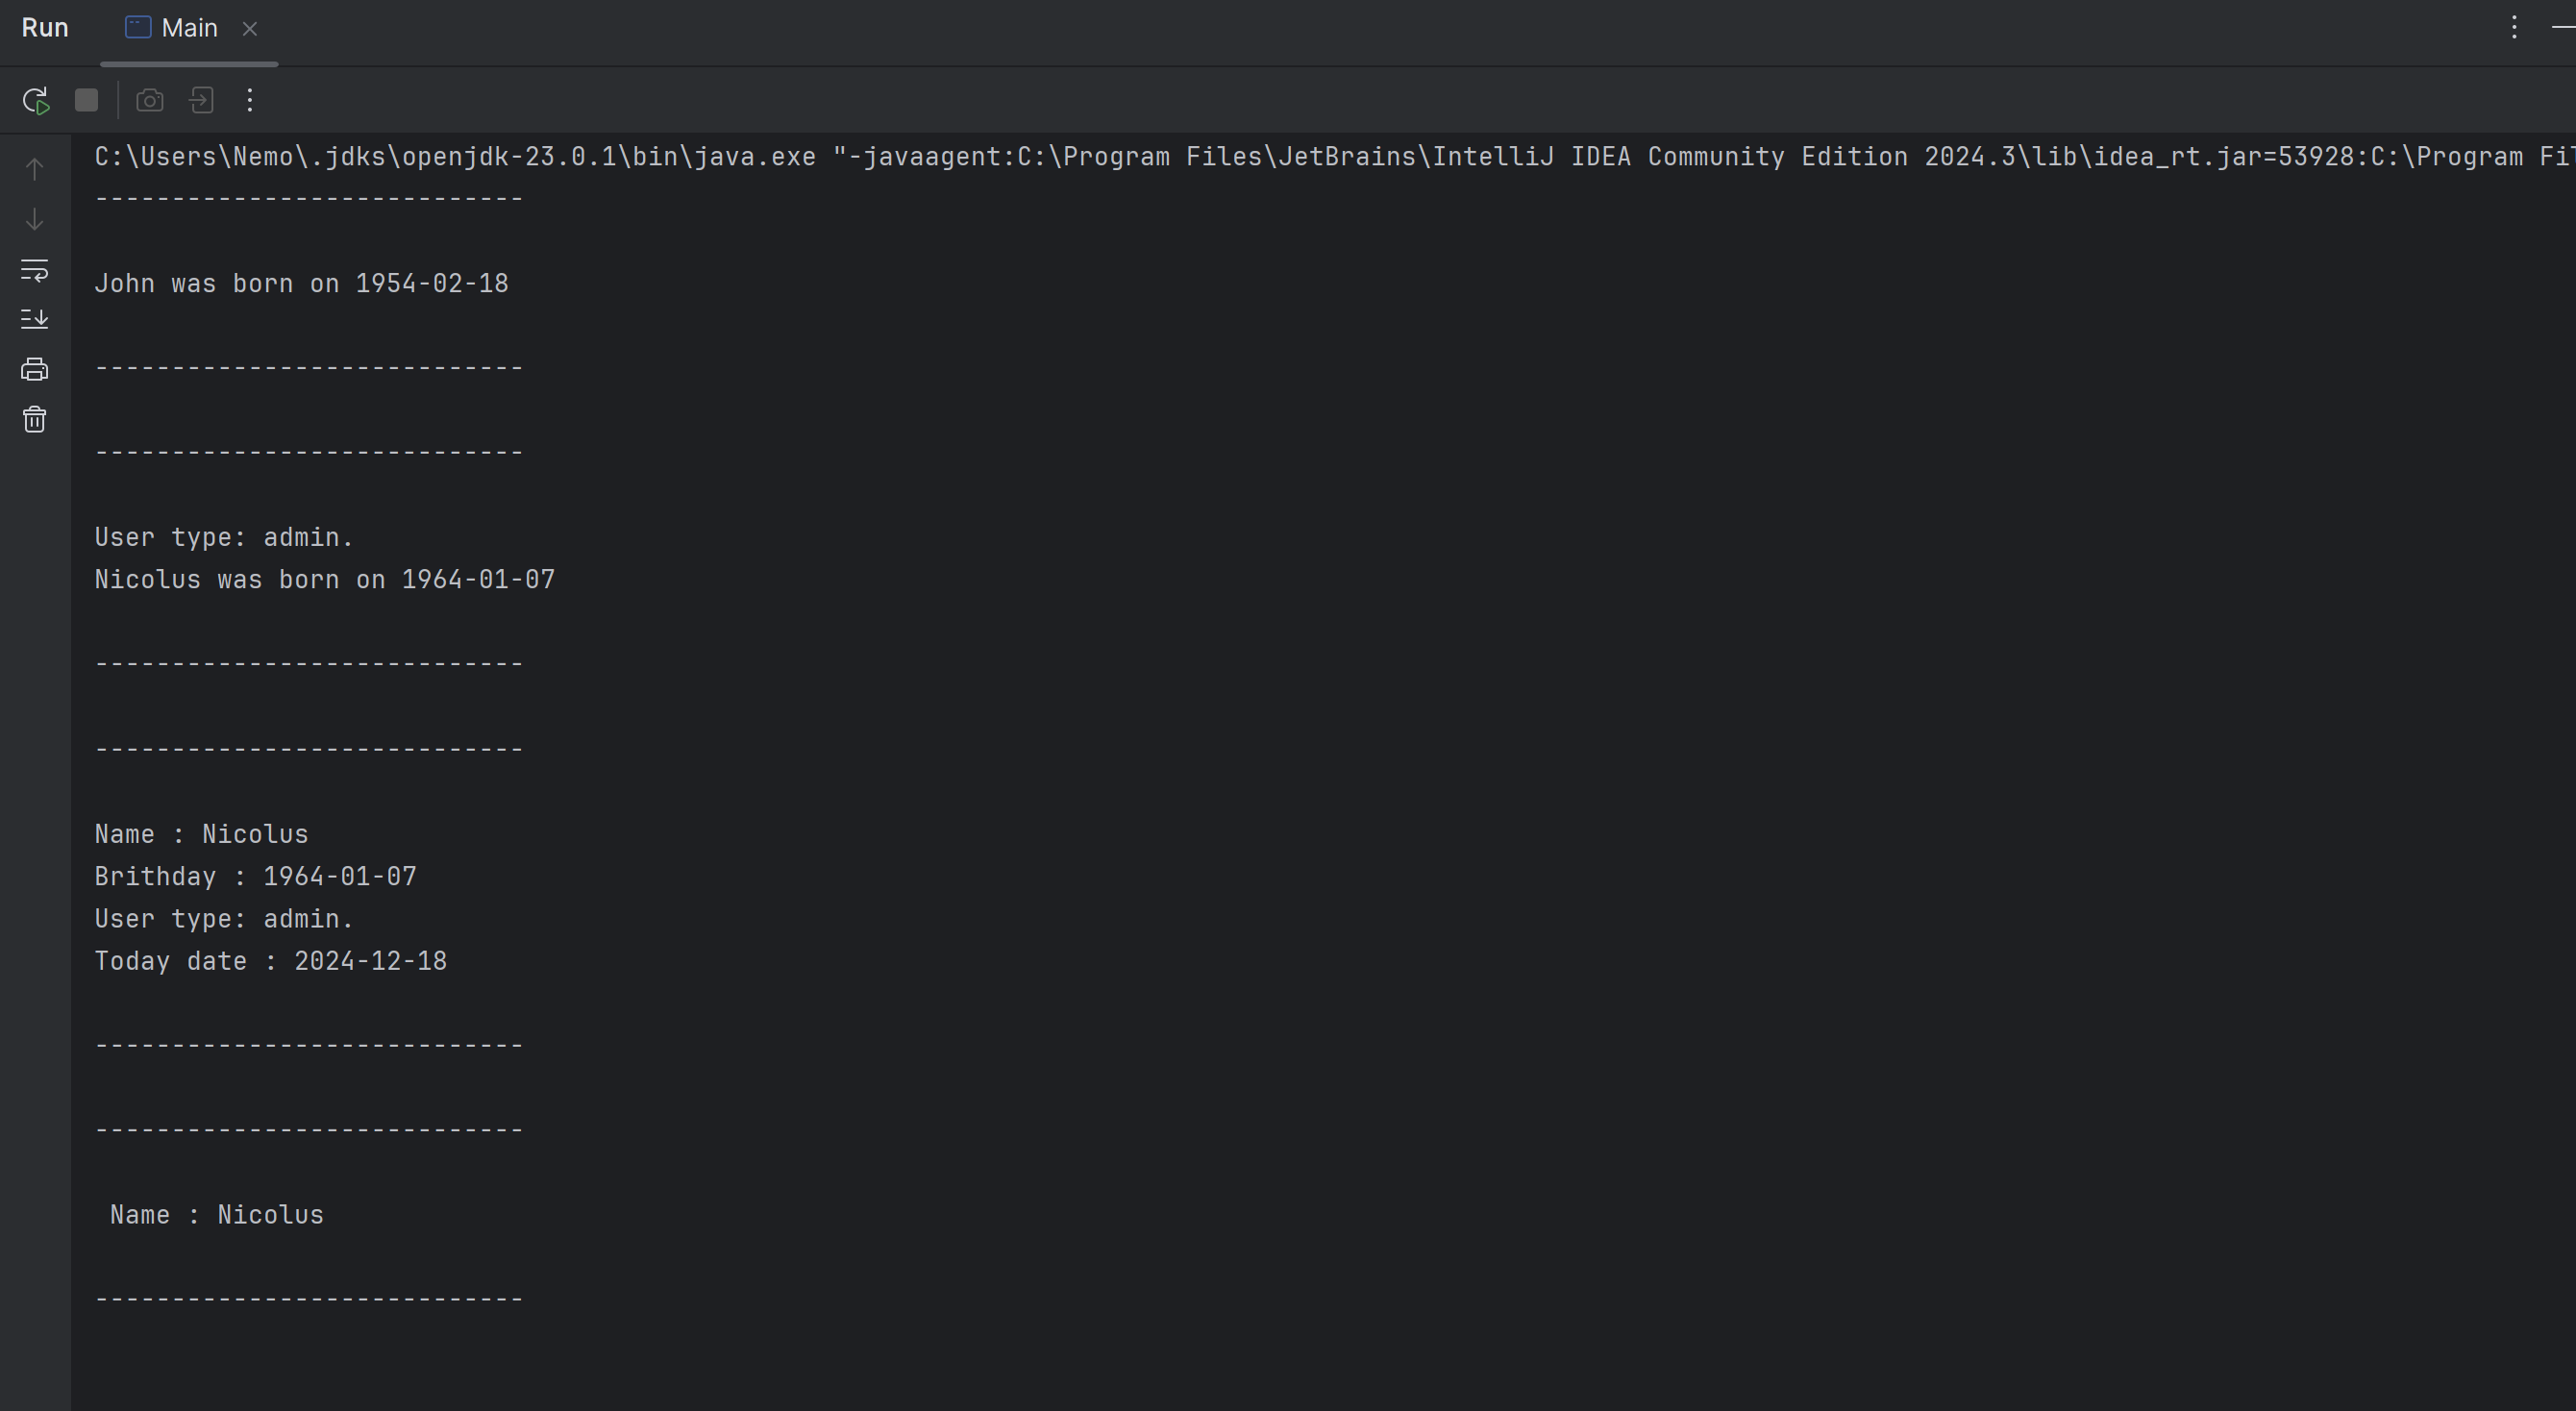 Run Main
C:\Users\Nemo\.jdks\openjdk-23.0.1\bin\java.exe "-javaagent:C:\Program Files\JetBrains\IntelliJ IDEA Community Edition 2024.3\lib\idea_rt.jar=53928:C:\Program Fil
----------------------------
John was born on 1954-02-18
----------------------------
----------------------------
User type: admin.
Nicolus was born on 1964-01-07
----------------------------
----------------------------
Name : Nicolus
Brithday : 1964-01-07
User type: admin.
Today date : 2024-12-18
----------------------------
----------------------------
 Name : Nicolus
----------------------------